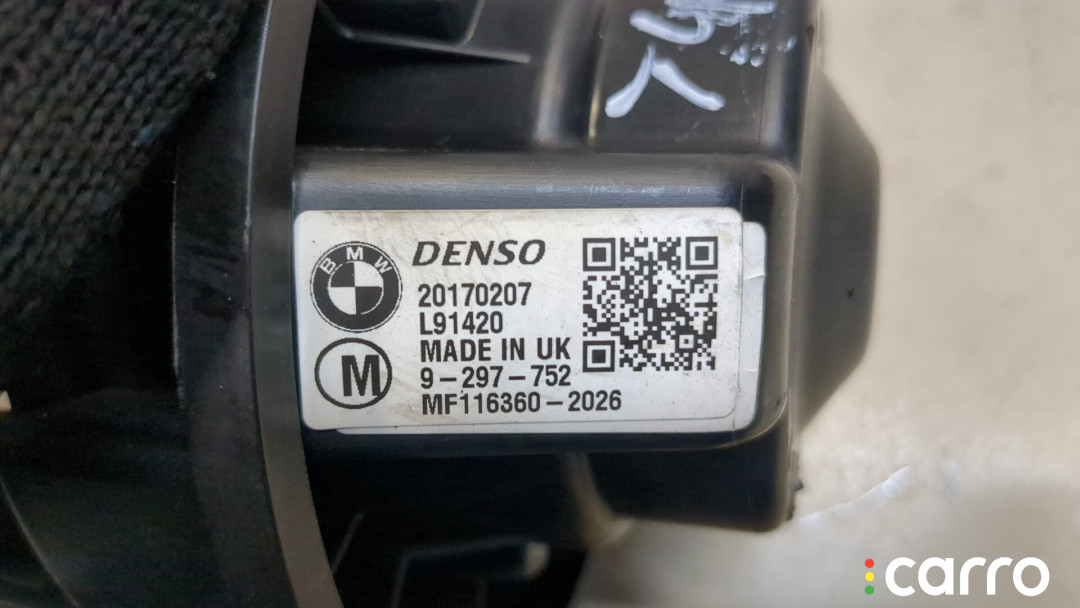 BMW
DENSO
20170207
L91420
MADE IN UK
9-297-752
M
MF116360-2026
carro